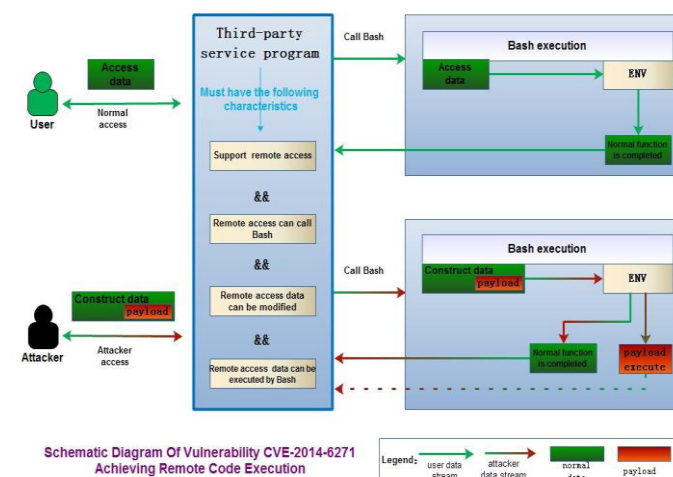 Third-party
service program
Must have the following
characteristics
Support remote access
&&
Remote access can call
Bash
&&
Remote access data
can be modified
&&
Remote access data can be
executed by Bash
Access
data
Normal
access
User
Call Bash
Bash execution
Access
data
ENV
Normal function
is completed
Construct data
payload
Attacker
access
Attacker
Call Bash
Bash execution
Construct data
payload
ENV
Normal function
is completed
payload
execute
Schematic Diagram Of Vulnerability CVE-2014-6271
Achieving Remote Code Execution
Legend:
user data
stream
attacker
data stream
normal
data
payload